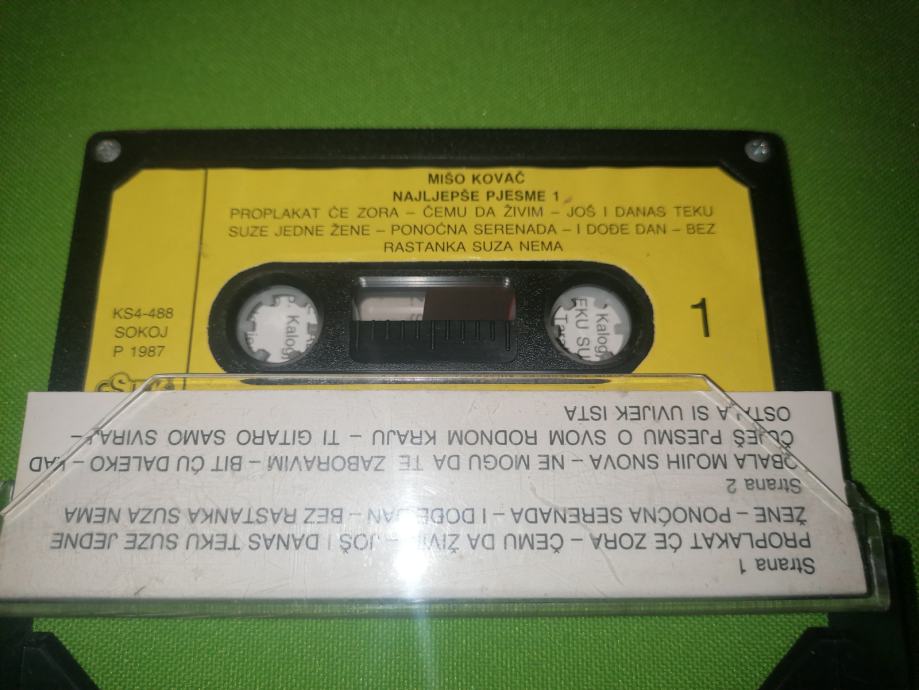 MIŠO KOVAČ
NAJLJEPŠE PJESME 1
PROPLAKAT ĆE ZORA – ČEMU DA ŽIVIM – JOŠ I DANAS TEKU
SUZE JEDNE ŽENE – PONOĆNA SERENADA – I DOĐE DAN – BEZ
RASTANKA SUZA NEMA
KS4-488
SOKOJ
P 1987
1
Kalog
Kalogr
EKU SU
Strana 1
PROPLAKAT ĆE ZORA – ČEMU DA ŽIVIM – JOŠ I DANAS TEKU SUZE JEDNE
ŽENE – PONOĆNA SERENADA – I DOĐE DAN – BEZ RASTANKA SUZA NEMA
Strana 2
OBALA MOJIH SNOVA – NE MOGU DA TE ZABORAVIM – BIT ĆU DALEKO – KAD
ČUJEŠ PJESMU O SVOM RODNOM KRAJU – TI GITARO SAMO SVIRAJ –
OSTALA SI UVIJEK ISTA